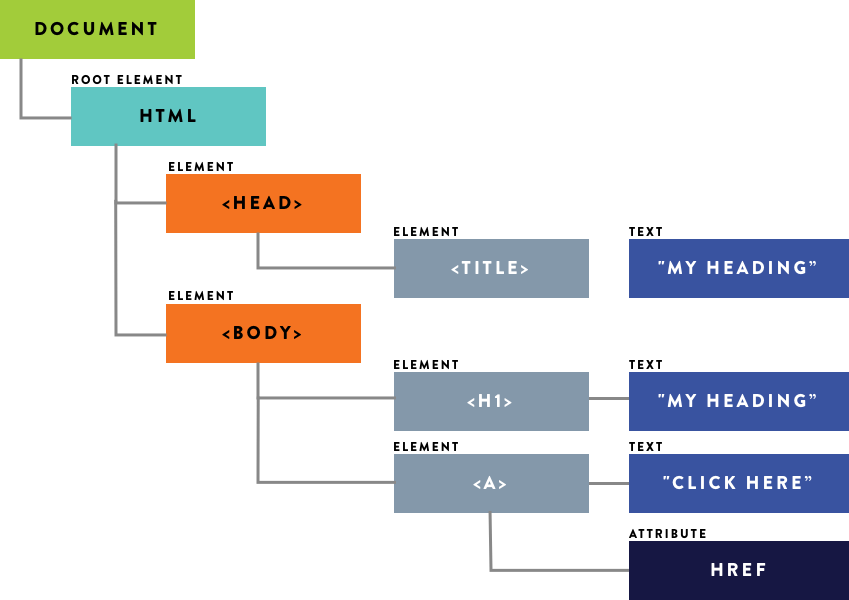 DOCUMENT
ROOT ELEMENT
HTML
ELEMENT
<HEAD>
ELEMENT
<TITLE>
TEXT
"MY HEADING”
ELEMENT
<BODY>
ELEMENT
<H1>
TEXT
"MY HEADING”
ELEMENT
<A>
TEXT
"CLICK HERE”
ATTRIBUTE
HREF